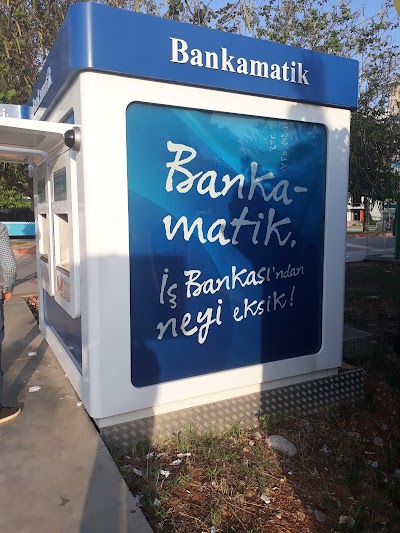 Bankamatik
Banka-
matik.
İş Bankası'ndan
neyi eksik!